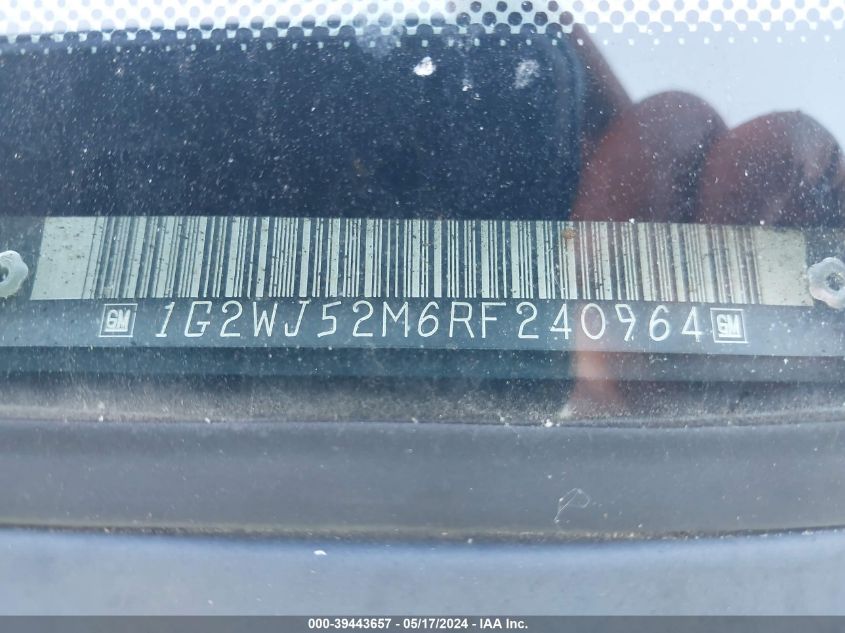 GM 1G2WJ52M6RF240964 GM
000-39443657 - 05/17/2024 - IAA Inc.